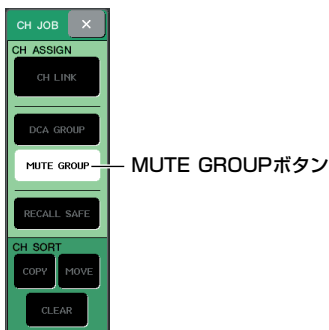 CH JOB ×
CH ASSIGN
CH LINK
DCA GROUP
MUTE GROUP
MUTE GROUPボタン
RECALL SAFE
CH SORT
COPY MOVE
CLEAR